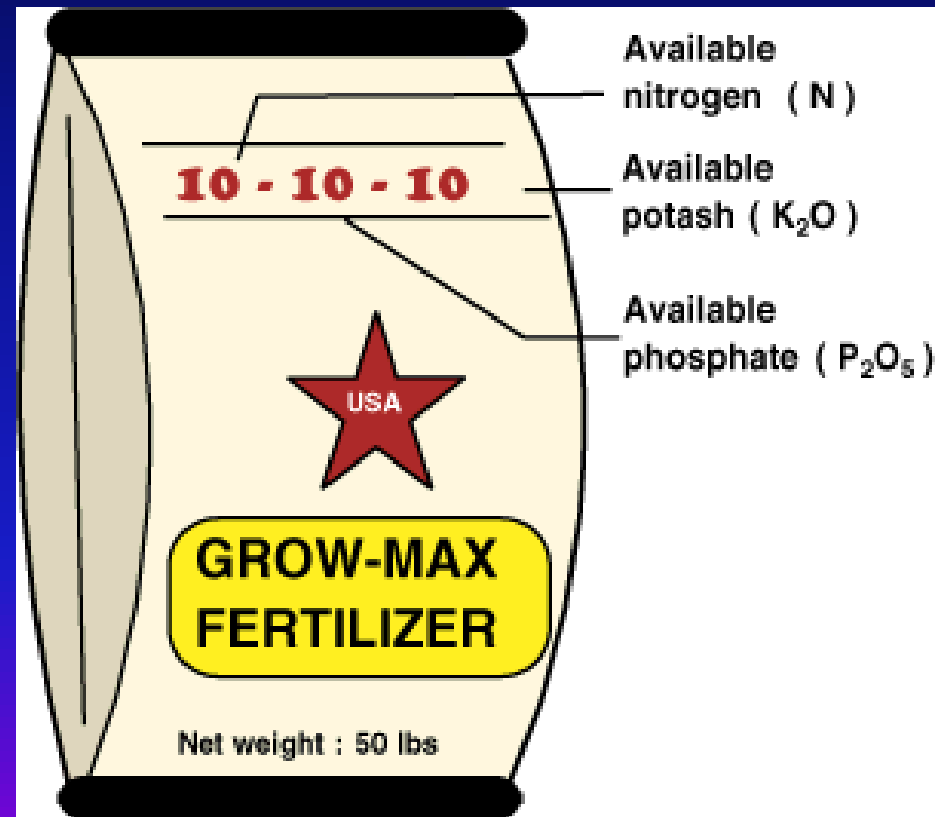 Available
nitrogen ( N )
10 - 10 - 10
Available
potash ( K₂O )
Available
phosphate ( P₂O₅ )
USA
GROW-MAX
FERTILIZER
Net weight : 50 lbs